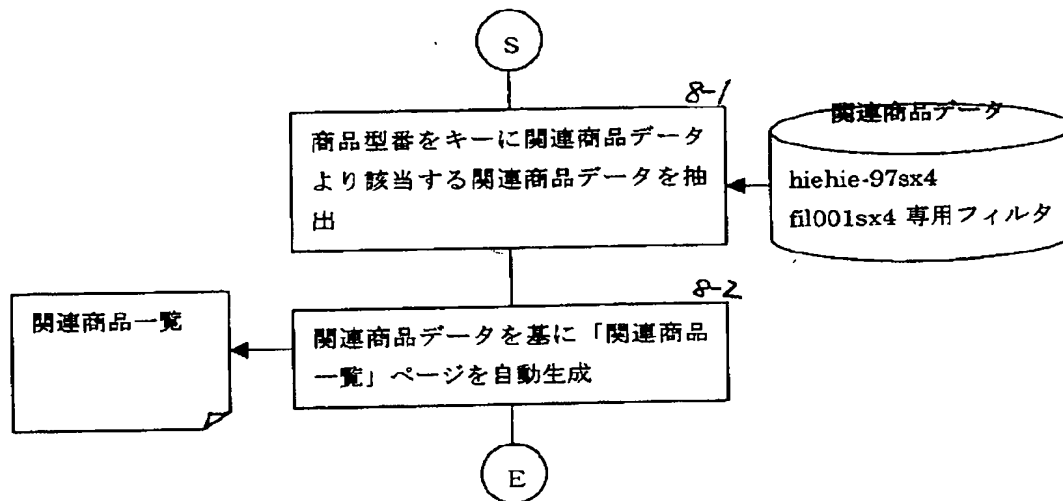 S
8-1
商品型番をキーに関連商品データ
より該当する関連商品データを抽
出
関連商品データ
hiehie-97sx4
fil001sx4 専用フィルタ
8-2
関連商品データを基に「関連商品
一覧」ページを自動生成
関連商品一覧
E